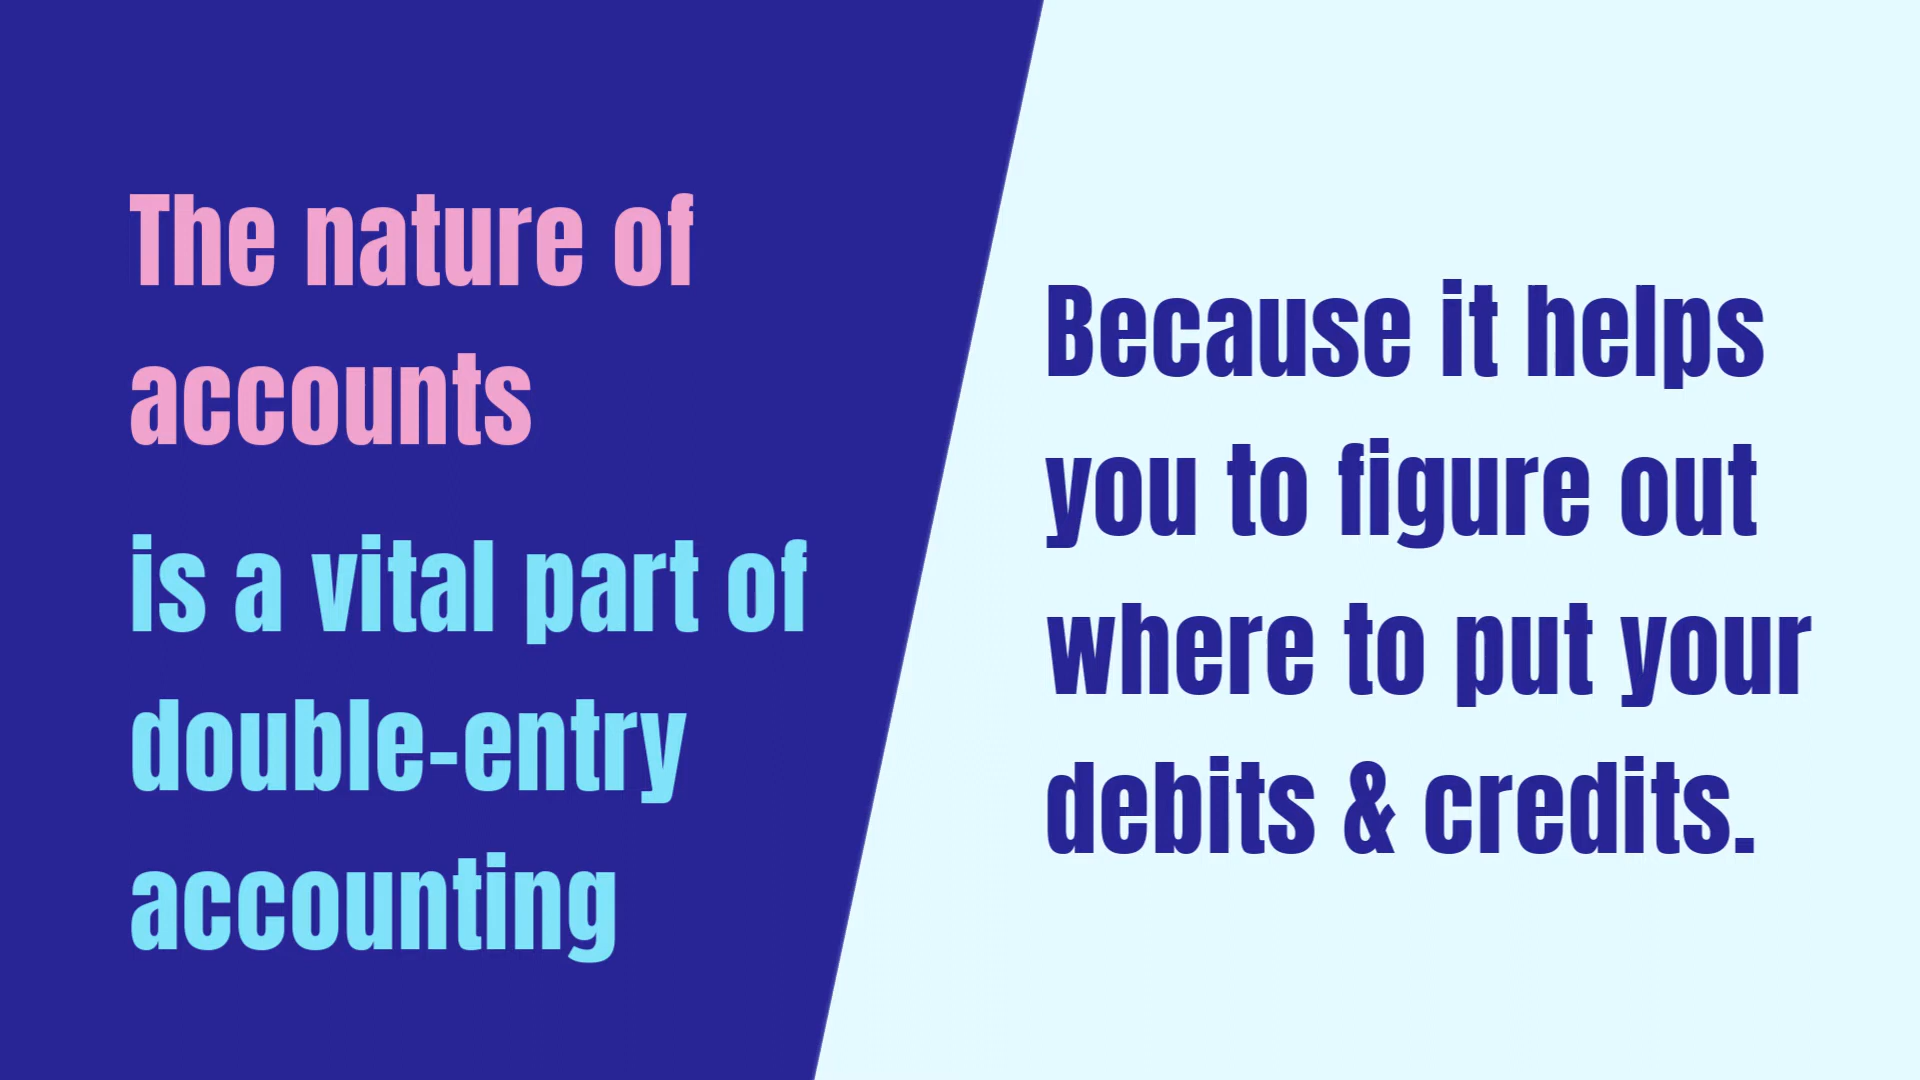 The nature of
accounts
is a vital part of
double-entry
accounting
Because it helps
you to figure out
where to put your
debits & credits.